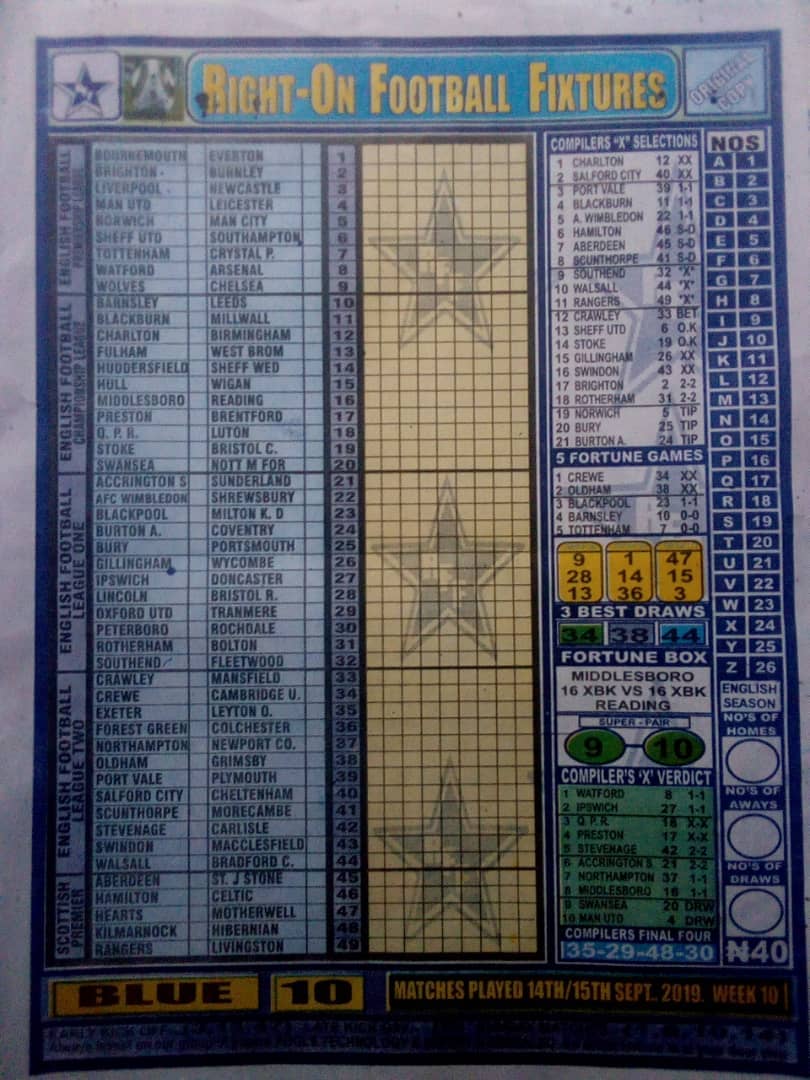 RIGHT-ON FOOTBALL FIXTURES
ORIGINAL COPY
ENGLISH FOOTBALL PREMIERSHIP LEAGUE
BOURNEMOUTH EVERTON 1
BRIGHTON BURNLEY 2
LIVERPOOL NEWCASTLE 3
MAN UTD LEICESTER 4
NORWICH MAN CITY 5
SHEFF UTD SOUTHAMPTON 6
TOTTENHAM CRYSTAL P. 7
WATFORD ARSENAL 8
WOLVES CHELSEA 9
ENGLISH FOOTBALL CHAMPIONSHIP LEAGUE
BARNSLEY LEEDS 10
BLACKBURN MILLWALL 11
CHARLTON BIRMINGHAM 12
FULHAM WEST BROM 13
HUDDERSFIELD SHEFF WED 14
HULL WIGAN 15
MIDDLESBORO READING 16
PRESTON BRENTFORD 17
Q. P. R. LUTON 18
STOKE BRISTOL C. 19
SWANSEA NOTT M FOR 20
ENGLISH FOOTBALL LEAGUE ONE
ACCRINGTON S SUNDERLAND 21
AFC WIMBLEDON SHREWSBURY 22
BLACKPOOL MILTON K. D 23
BURTON A. COVENTRY 24
BURY PORTSMOUTH 25
GILLINGHAM WYCOMBE 26
IPSWICH DONCASTER 27
LINCOLN BRISTOL R. 28
OXFORD UTD TRANMERE 29
PETERBORO ROCHDALE 30
ROTHERHAM BOLTON 31
SOUTHEND FLEETWOOD 32
ENGLISH FOOTBALL LEAGUE TWO
CRAWLEY MANSFIELD 33
CREWE CAMBRIDGE U. 34
EXETER LEYTON O. 35
FOREST GREEN COLCHESTER 36
NORTHAMPTON NEWPORT CO. 37
OLDHAM GRIMSBY 38
PORT VALE PLYMOUTH 39
SALFORD CITY CHELTENHAM 40
SCUNTHORPE MORECAMBE 41
STEVENAGE CARLISLE 42
SWINDON MACCLESFIELD 43
WALSALL BRADFORD C. 44
SCOTTISH PREMIER
ABERDEEN ST. J STONE 45
HAMILTON CELTIC 46
HEARTS MOTHERWELL 47
KILMARNOCK HIBERNIAN 48
RANGERS LIVINGSTON 49
COMPILERS "X" SELECTIONS
1 CHARLTON 12 XX
2 SALFORD CITY 40 XX
3 PORT VALE 39 1-1
4 BLACKBURN 11 1-1
5 A. WIMBLEDON 22 1-1
6 HAMILTON 46 S-D
7 ABERDEEN 45 S-D
8 SCUNTHORPE 41 S-D
9 SOUTHEND 32 "X"
10 WALSALL 44 "X"
11 RANGERS 49 "X"
12 CRAWLEY 33 BET
13 SHEFF UTD 6 O.K
14 STOKE 19 O.K
15 GILLINGHAM 26 XX
16 SWINDON 43 XX
17 BRIGHTON 2 2-2
18 ROTHERHAM 31 2-2
19 NORWICH 5 TIP
20 BURY 25 TIP
21 BURTON A. 24 TIP
5 FORTUNE GAMES
1 CREWE 34 XX
2 OLDHAM 38 XX
3 BLACKPOOL 23 1-1
4 BARNSLEY 10 0-0
5 TOTTENHAM 7 0-0
9 1 47
28 14 15
13 36 3
3 BEST DRAWS
34 38 44
FORTUNE BOX
MIDDLESBORO
16 XBK VS 16 XBK
READING
SUPER - PAIR
9 - 10
COMPILER'S 'X' VERDICT
1 WATFORD 8 1-1
2 IPSWICH 27 1-1
3 Q.P.R. 18 X-X
4 PRESTON 17 X-X
5 STEVENAGE 42 2-2
6 ACCRINGTON S 21 2-2
7 NORTHAMPTON 37 1-1
8 MIDDLESBORO 16 1-1
9 SWANSEA 20 DRW
10 MAN UTD 4 DRW
COMPILERS FINAL FOUR
35-29-48-30
NOS
A 1
B 2
C 3
D 4
E 5
F 6
G 7
H 8
I 9
J 10
K 11
L 12
M 13
N 14
O 15
P 16
Q 17
R 18
S 19
T 20
U 21
V 22
W 23
X 24
Y 25
Z 26
ENGLISH SEASON
NO'S OF HOMES
NO'S OF AWAYS
NO'S OF DRAWS
₦40
BLUE 10
MATCHES PLAYED 14TH/15TH SEPT.. 2019. WEEK 10